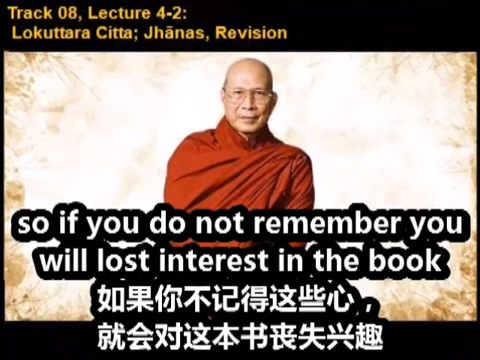 Track 08, Lecture 4-2:
Lokuttara Citta; Jhānas, Revision
so if you do not remember you
will lost interest in the book
如果你不记得这些心，
就会对这本书丧失兴趣